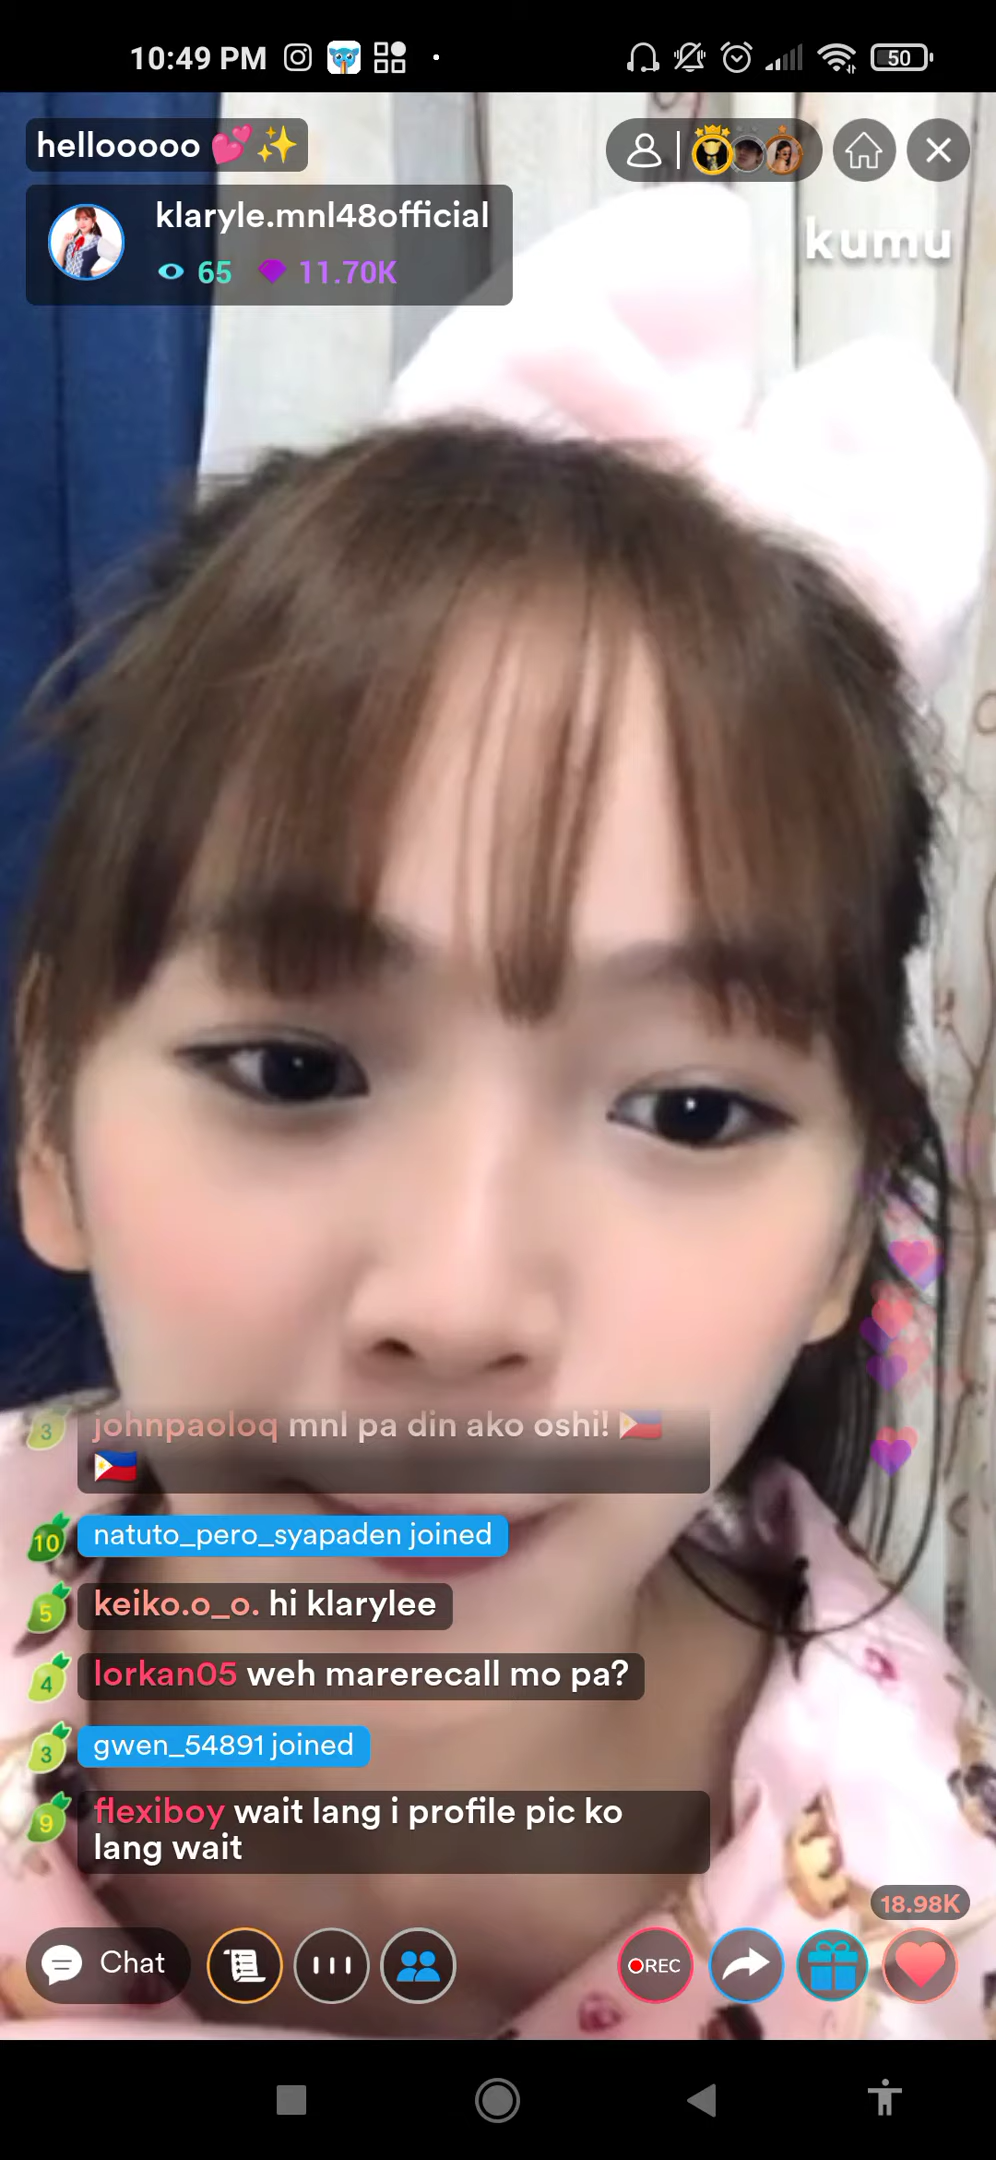 10:49 PM
50
hellooooo 💕✨
klaryle.mnl48official
65 11.70K
kumu
3 johnpaoloq mnl pa din ako oshi! 🇵🇭
🇵🇭
10 natuto_pero_syapaden joined
5 keiko.o_o. hi klarylee
4 lorkan05 weh marerecall mo pa?
3 gwen_54891 joined
9 flexiboy wait lang i profile pic ko
lang wait
18.98K
Chat
REC